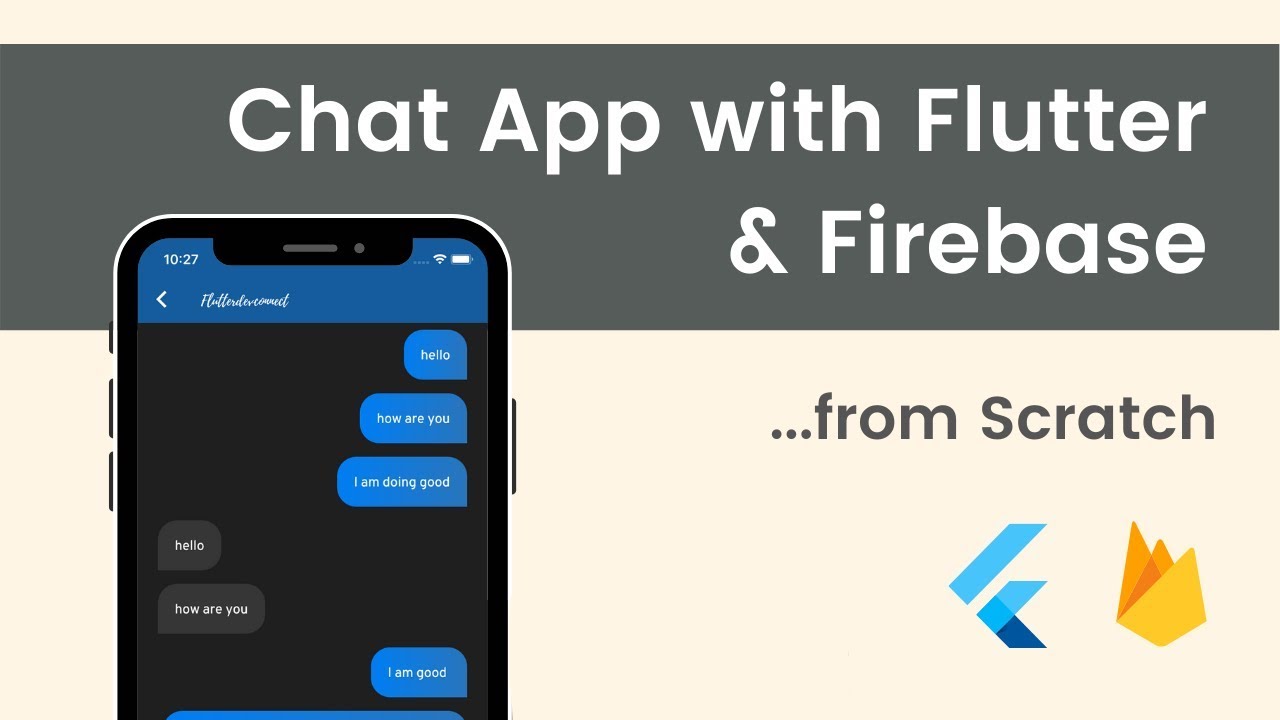 Chat App with Flutter
& Firebase
10:27
Flutterdevconnect
hello
how are you
I am doing good
hello
how are you
I am good
...from Scratch